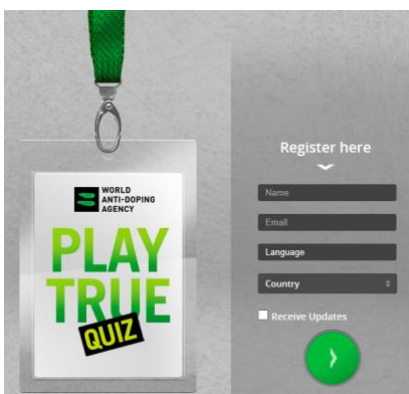 WORLD
ANTI-DOPING
AGENCY
PLAY
TRUE
QUIZ
Register here
Name
Email
Language
Country
Receive Updates